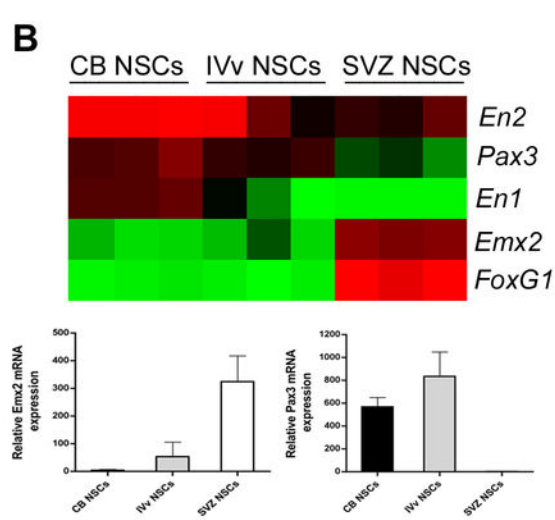 B
CB NSCs IVv NSCs SVZ NSCs
En2
Pax3
En1
Emx2
FoxG1
Relative Emx2 mRNA
expression
500
400
300
200
100
0
CB NSCs
IVv NSCs
SVZ NSCs
Relative Pax3 mRNA
expression
1200
1000
800
600
400
200
0
CB NSCs
IVv NSCs
SVZ NSCs